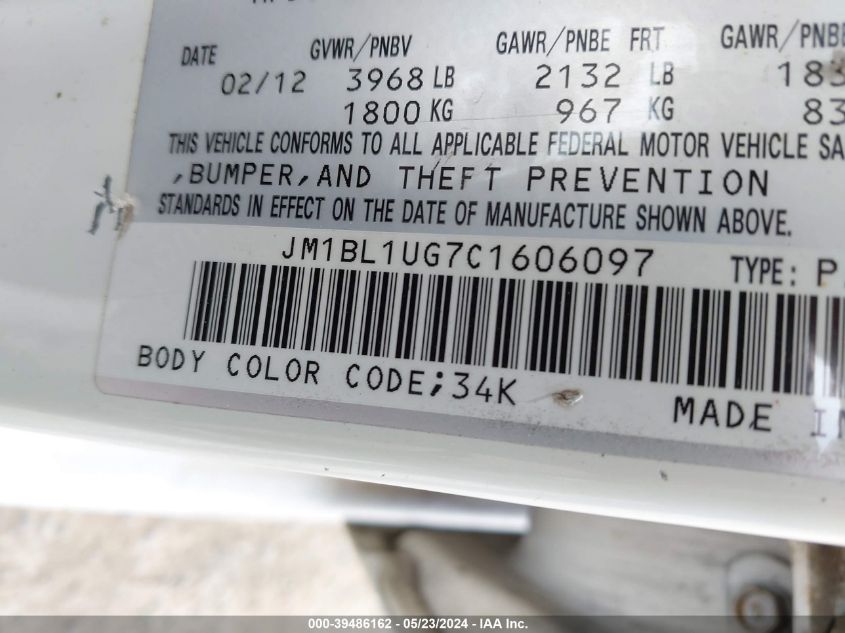 DATE GVWR/PNBV GAWR/PNBE FRT GAWR/PNBE
02/12 3968 LB 2132 LB
1800 KG 967 KG
THIS VEHICLE CONFORMS TO ALL APPLICABLE FEDERAL MOTOR VEHICLE
,BUMPER,AND THEFT PREVENTION
STANDARDS IN EFFECT ON THE DATE OF MANUFACTURE SHOWN ABOVE.
JM1BL1UG7C1606097 TYPE:
BODY COLOR CODE;34K
MADE
000-39486162 - 05/23/2024 - IAA Inc.